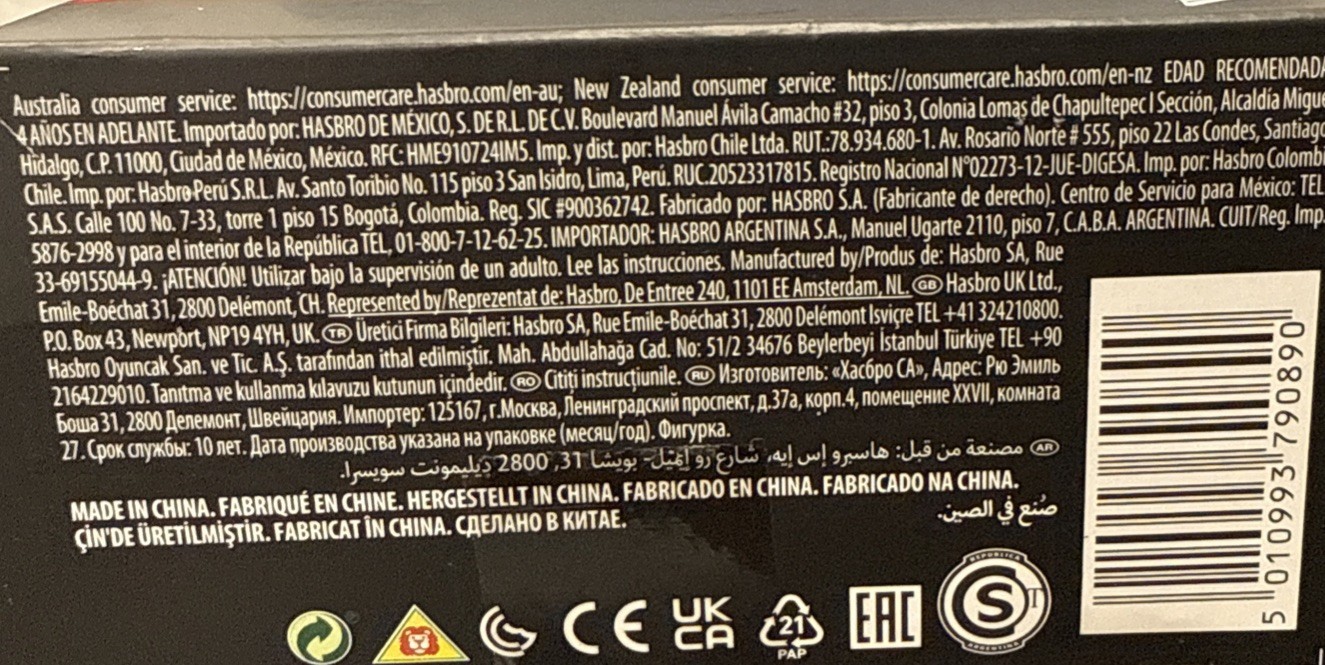 Australia consumer service: https://consumercare.hasbro.com/en-au; New Zealand consumer service: https://consumercare.hasbro.com/en-nz EDAD RECOMENDADA
4 AÑOS EN ADELANTE. Importado por: HASBRO DE MÉXICO, S. DE R.L. DE C.V. Boulevard Manuel Ávila Camacho #32, piso 3, Colonia Lomas de Chapultepec I Sección, Alcaldía Migue
Hidalgo, C.P. 11000, Ciudad de México, México. RFC: HME910724IM5. Imp. y dist. por: Hasbro Chile Ltda. RUT.:78.934.680-1. Av. Rosario Norte # 555, piso 22 Las Condes, Santiago
Chile. Imp. por: Hasbro Perú S.R.L. Av. Santo Toribio No. 115 piso 3 San Isidro, Lima, Perú. RUC.20523317815. Registro Nacional N°02273-12-JUE-DIGESA. Imp. por: Hasbro Colombi
S.A.S. Calle 100 No. 7-33, torre 1 piso 15 Bogotá, Colombia. Reg. SIC #900362742. Fabricado por: HASBRO S.A. (Fabricante de derecho). Centro de Servicio para México: TEL
5876-2998 y para el interior de la República TEL, 01-800-7-12-62-25. IMPORTADOR: HASBRO ARGENTINA S.A., Manuel Ugarte 2110, piso 7, C.A.B.A. ARGENTINA. CUIT/Reg. Imp.
33-69155044-9. ¡ATENCIÓN! Utilizar bajo la supervisión de un adulto. Lee las instrucciones. Manufactured by/Produs de: Hasbro SA, Rue
Emile-Boéchat 31, 2800 Delémont, CH. Represented by/Reprezentat de: Hasbro, De Entree 240, 1101 EE Amsterdam, NL. GB Hasbro UK Ltd.,
P.O. Box 43, Newport, NP19 4YH, UK. TR Üretici Firma Bilgileri: Hasbro SA, Rue Emile-Boéchat 31, 2800 Delémont İsviçre TEL +41 324210800.
Hasbro Oyuncak San. ve Tic. A.Ş. tarafından ithal edilmiştir. Mah. Abdullahağa Cad. No: 51/2 34676 Beylerbeyi İstanbul Türkiye TEL +90
2164229010. Tanıtma ve kullanma kılavuzu kutunun içindedir. RO Citiți instrucțiunile. RU Изготовитель: «Хасбро СА», Адрес: Рю Эмиль
Боша 31, 2800 Делемонт, Швейцария. Импортер: 125167, г.Москва, Ленинградский проспект, д.37а, корп.4, помещение XXVII, комната
27. Срок службы: 10 лет. Дата производства указана на упаковке (месяц/год). Фигурка.
AR مصنعة من قبل: هاسبرو إس إيه، شارع رو إميل- بويشا 31، 2800 ديليمونت سويسرا.
MADE IN CHINA. FABRIQUÉ EN CHINE. HERGESTELLT IN CHINA. FABRICADO EN CHINA. FABRICADO NA CHINA.
ÇİN'DE ÜRETİLMİŞTİR. FABRICAT ÎN CHINA. СДЕЛАНО В КИТАЕ.
صُنع في الصين.
CE UK CA 21 PAP EAC
REPUBLICA S T ARGENTINA
5 010993 790890